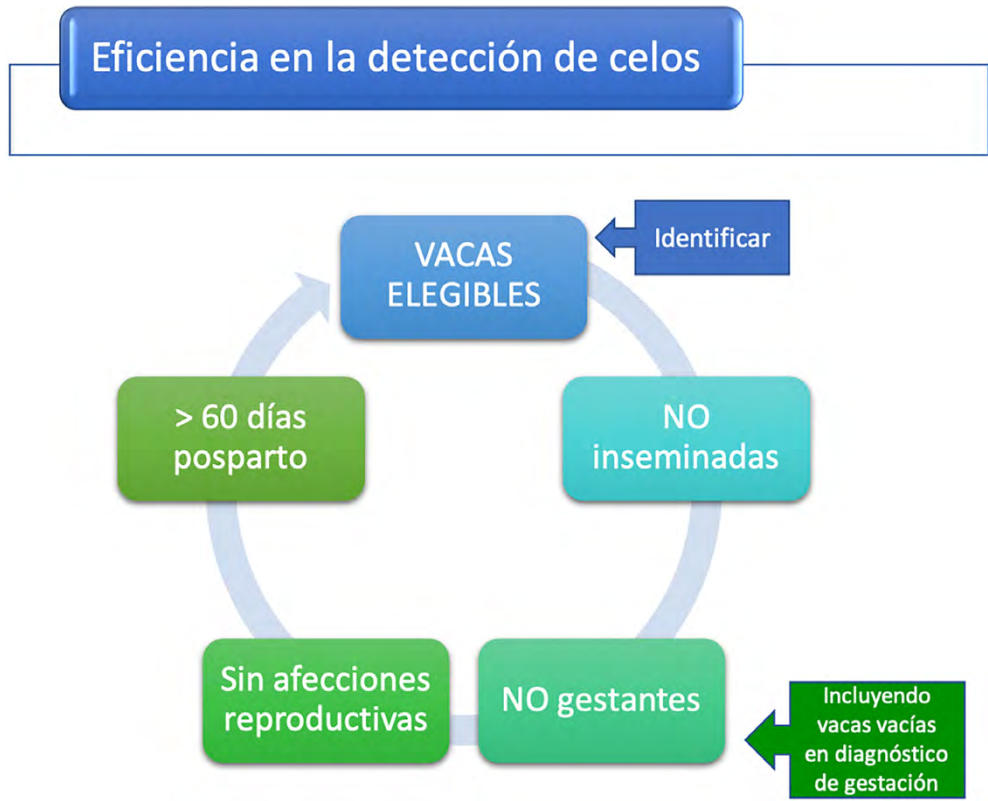 Eficiencia en la detección de celos
Identificar
VACAS
ELEGIBLES
NO
inseminadas
NO gestantes
Incluyendo
vacas vacías
en diagnóstico
de gestación
Sin afecciones
reproductivas
> 60 días
posparto